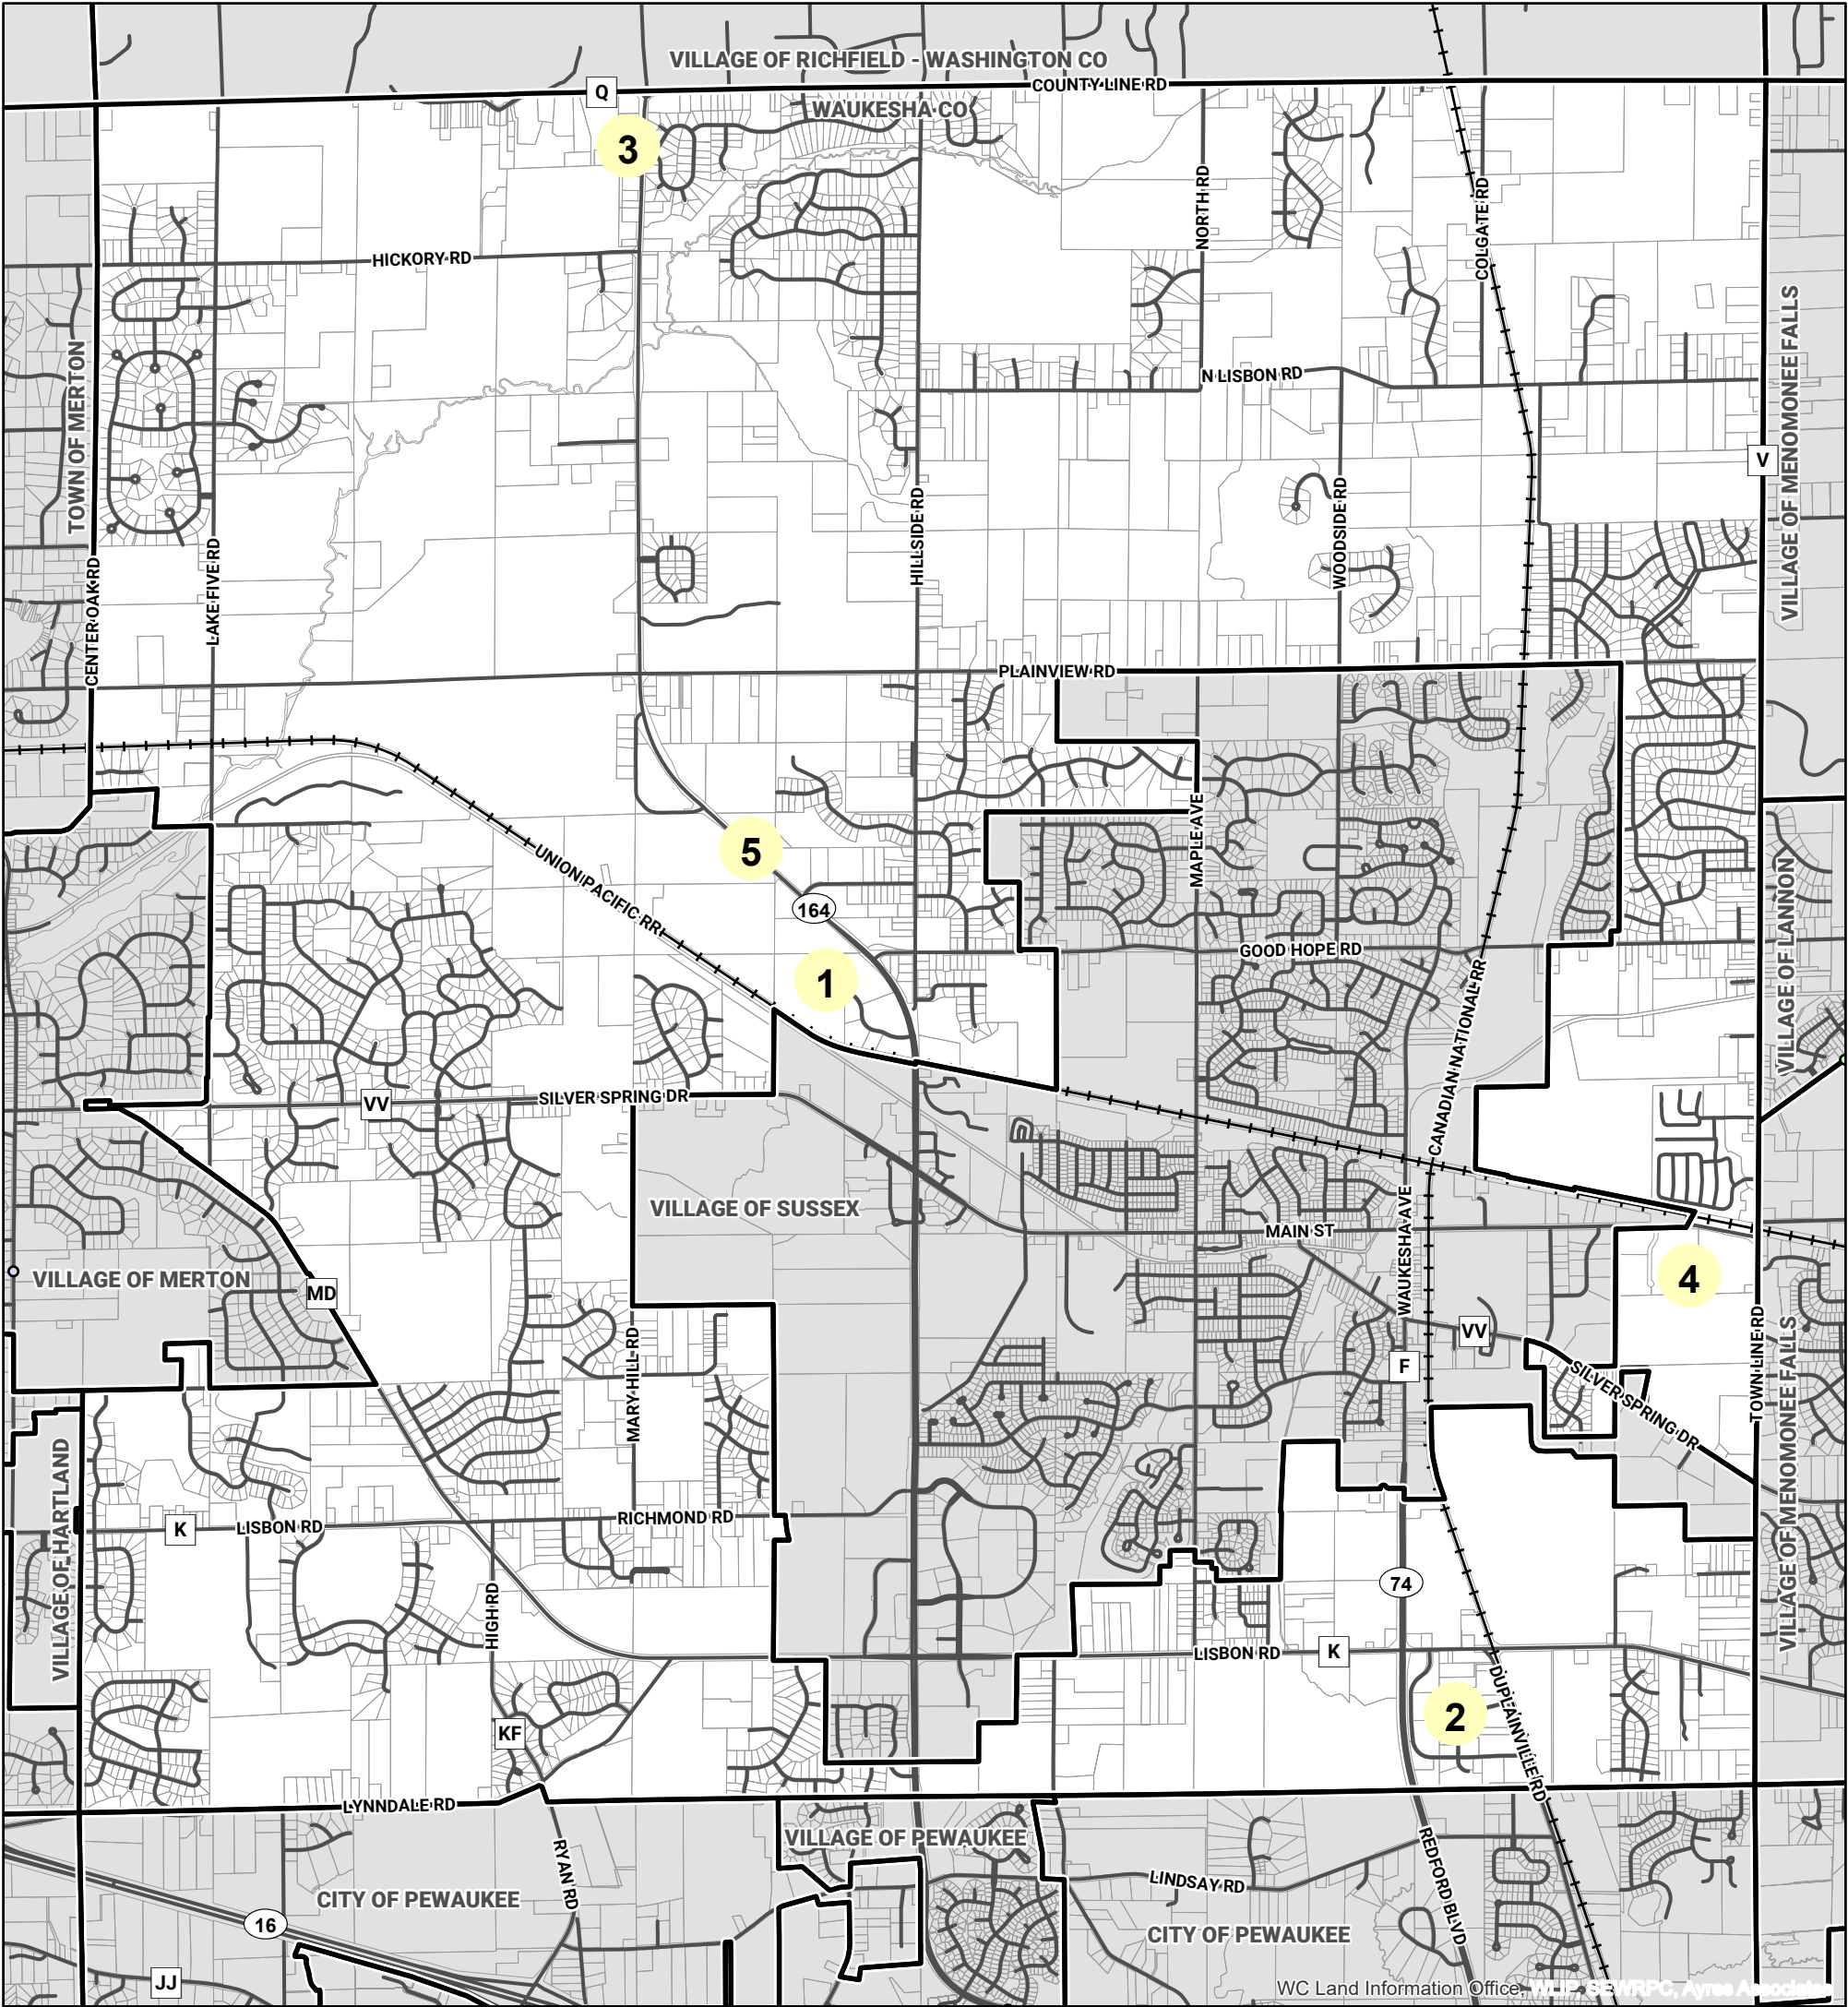 VILLAGE OF RICHFIELD - WASHINGTON CO
COUNTY LINE RD
Q
WAUKESHA CO
3
NORTH RD
COLGATE RD
HICKORY RD
TOWN OF MERTON
VILLAGE OF MENOMONEE FALLS
N LISBON RD
V
HILLSIDE RD
WOODSIDE RD
CENTER OAK RD
LAKE FIVE RD
PLAINVIEW RD
MAPLE AVE
5
UNION PACIFIC RR
164
VILLAGE OF LANNON
GOOD HOPE RD
1
CANADIAN NATIONAL RR
VV
SILVER SPRING DR
VILLAGE OF SUSSEX
MAIN ST
WAUKESHA AVE
VILLAGE OF MERTON
MD
4
VV
F
MARY HILL RD
SILVER SPRING DR
TOWN LINE RD
VILLAGE OF MENOMONEE FALLS
VILLAGE OF HARTLAND
K
LISBON RD
RICHMOND RD
HIGH RD
74
LISBON RD
K
2
DUPLAINVILLE RD
KF
LYNNDALE RD
VILLAGE OF PEWAUKEE
RYAN RD
LINDSAY RD
REDFORD BLVD
CITY OF PEWAUKEE
16
CITY OF PEWAUKEE
JJ
WC Land Information Office, WLIP, SEWRPC, Ayres Associates